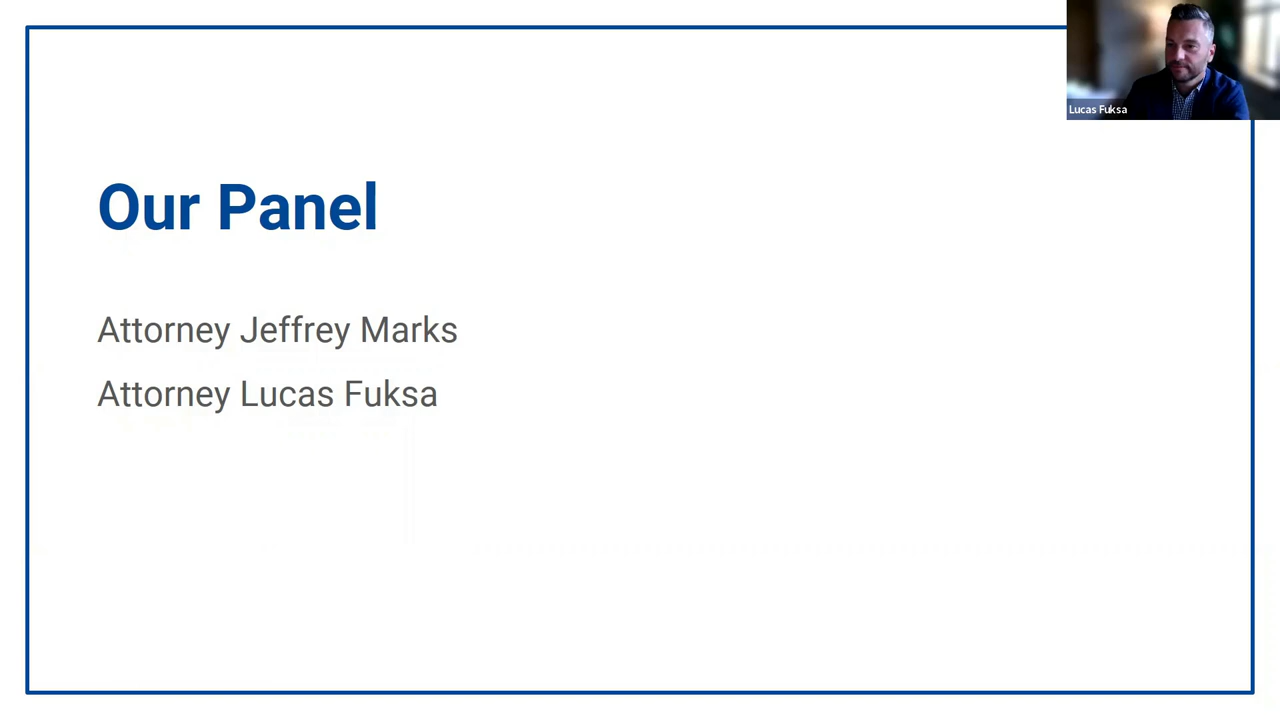 Lucas Fuksa
Our Panel
Attorney Jeffrey Marks
Attorney Lucas Fuksa